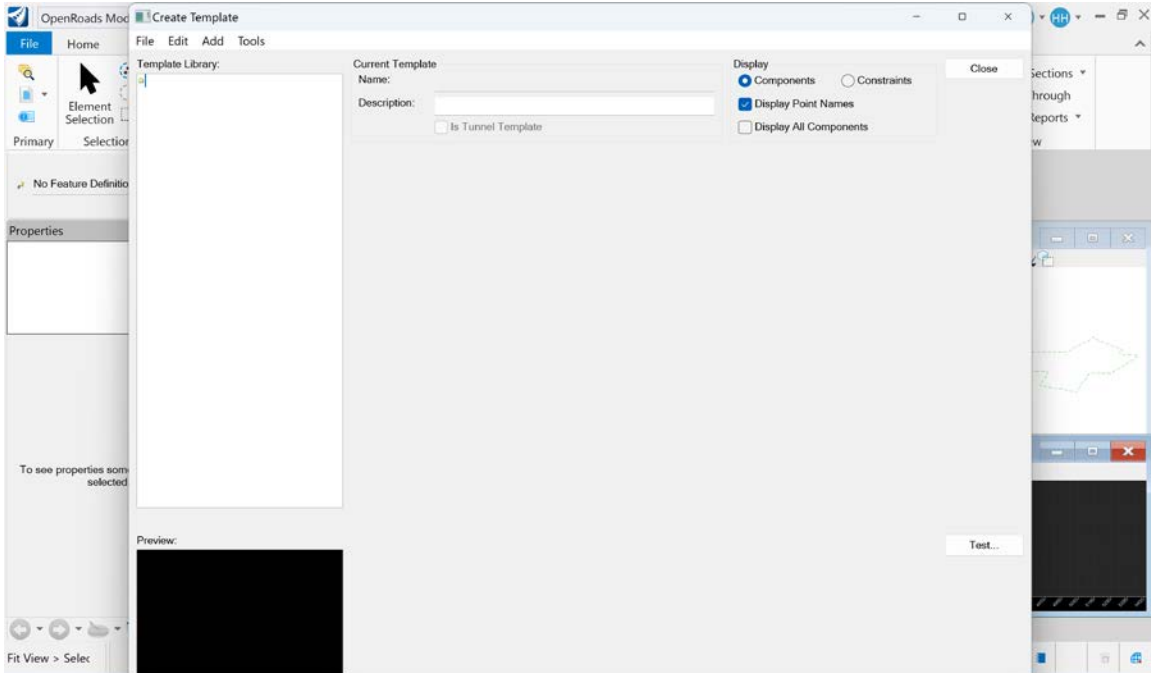 OpenRoads Mod
Create Template
HH
File Home
File Edit Add Tools
Template Library:
Current Template
Name:
Description:
Is Tunnel Template
Display
Components Constraints
Display Point Names
Display All Components
Close
Element
Selection
Primary
Selection
Sections
hrough
Reports
w
No Feature Definitio
Properties
To see properties som
selected
Preview:
Test...
Fit View > Selec